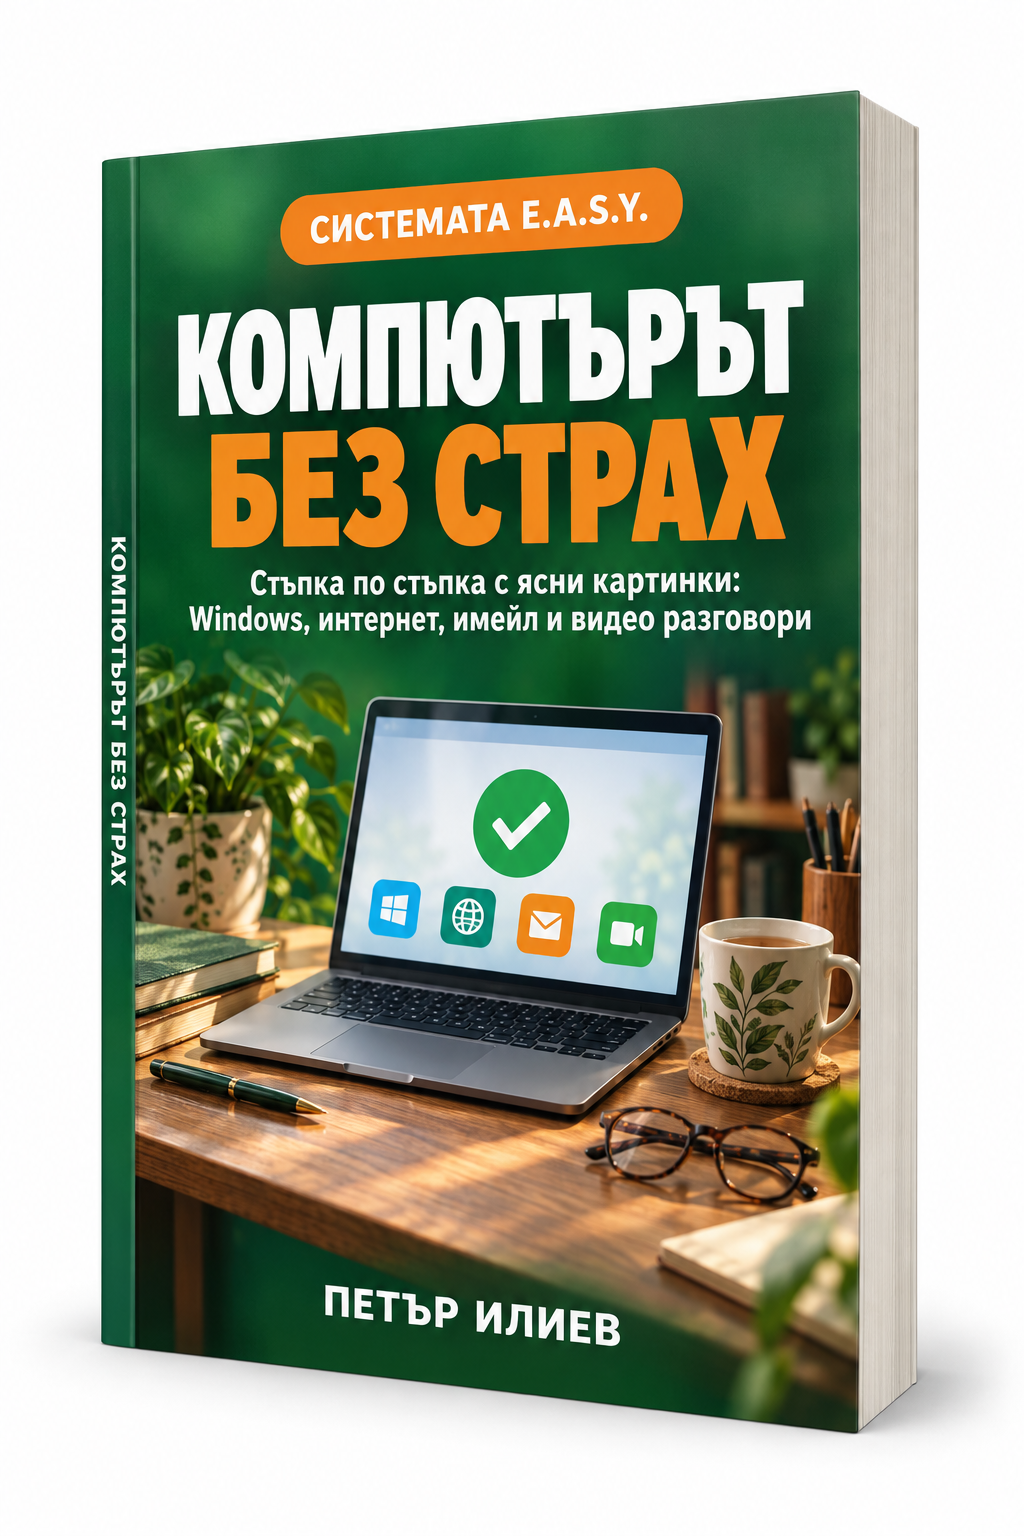 СИСТЕМАТА E.A.S.Y.
КОМПЮТЪРЪТ
БЕЗ СТРАХ
Стъпка по стъпка с ясни картинки:
Windows, интернет, имейл и видео разговори
ПЕТЪР ИЛИЕВ
КОМПЮТЪРЪТ БЕЗ СТРАХ